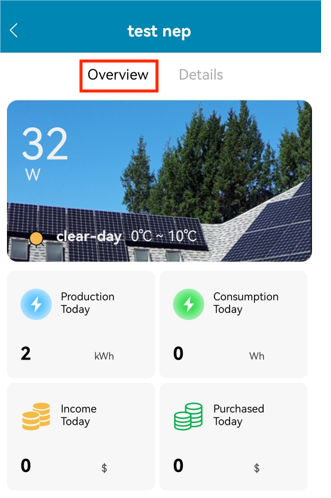 test nep
Overview Details
32
W
clear-day 0℃ ~ 10℃
Production
Today
2 kWh
Consumption
Today
0 Wh
Income
Today
0 $
Purchased
Today
0 $